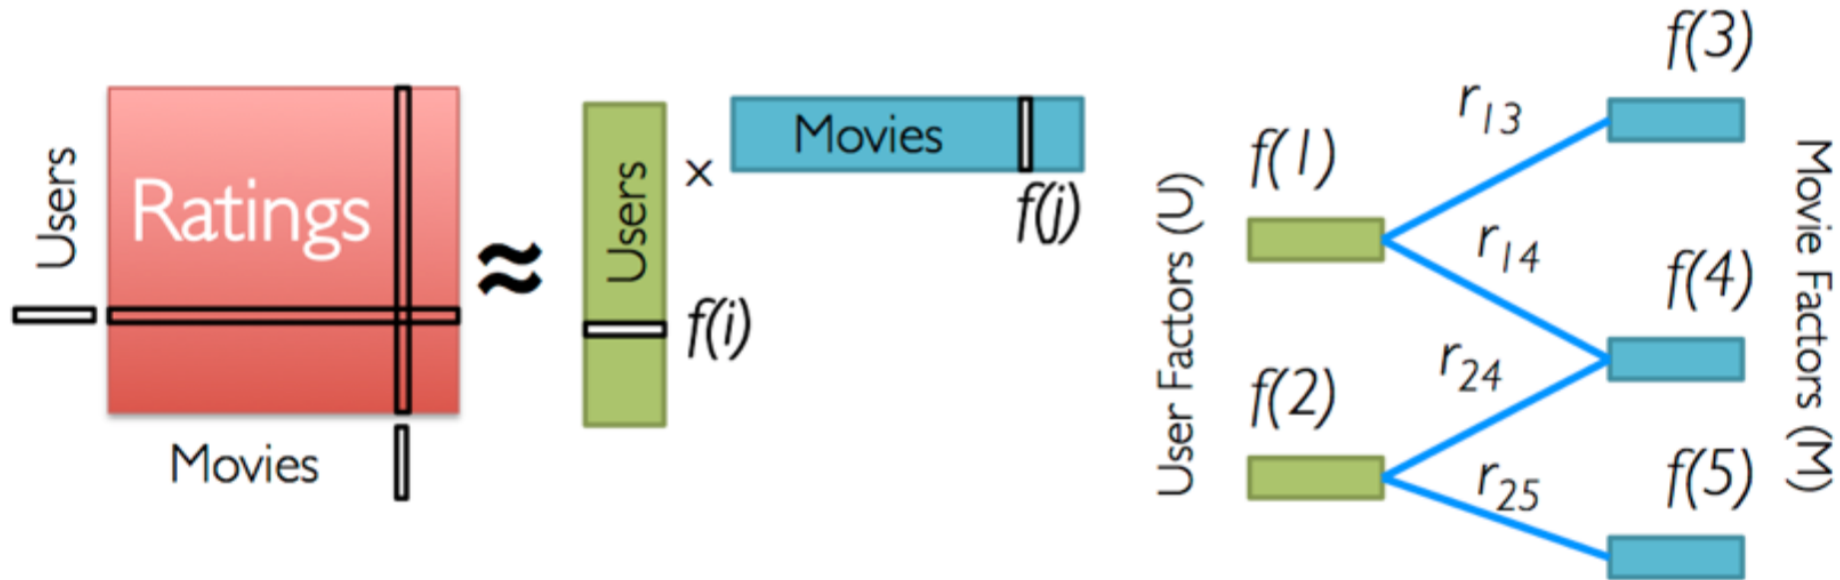 Users
Ratings
Movies
≈
Users
f(i)
x
Movies
f(j)
User Factors (U)
f(1)
f(2)
r13
r14
r24
r25
f(3)
f(4)
f(5)
Movie Factors (M)